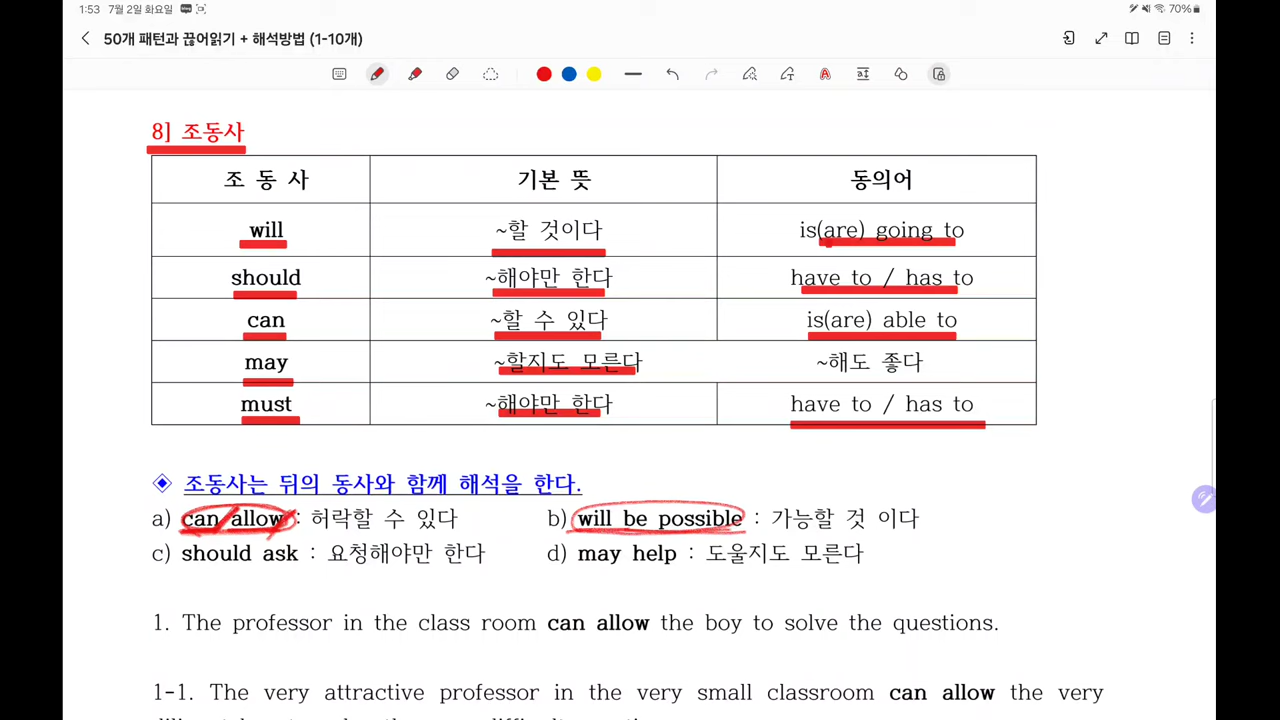 1:53 7월 2일 화요일 70%
50개 패턴과 끊어읽기 + 해석방법 (1-10개)
8] 조동사
조 동 사 기본 뜻 동의어
will ~할 것이다 is(are) going to
should ~해야만 한다 have to / has to
can ~할 수 있다 is(are) able to
may ~할지도 모른다 ~해도 좋다
must ~해야만 한다 have to / has to
◈ 조동사는 뒤의 동사와 함께 해석을 한다.
a) can allow : 허락할 수 있다 b) will be possible : 가능할 것 이다
c) should ask : 요청해야만 한다 d) may help : 도울지도 모른다
1. The professor in the class room can allow the boy to solve the questions.
1-1. The very attractive professor in the very small classroom can allow the very